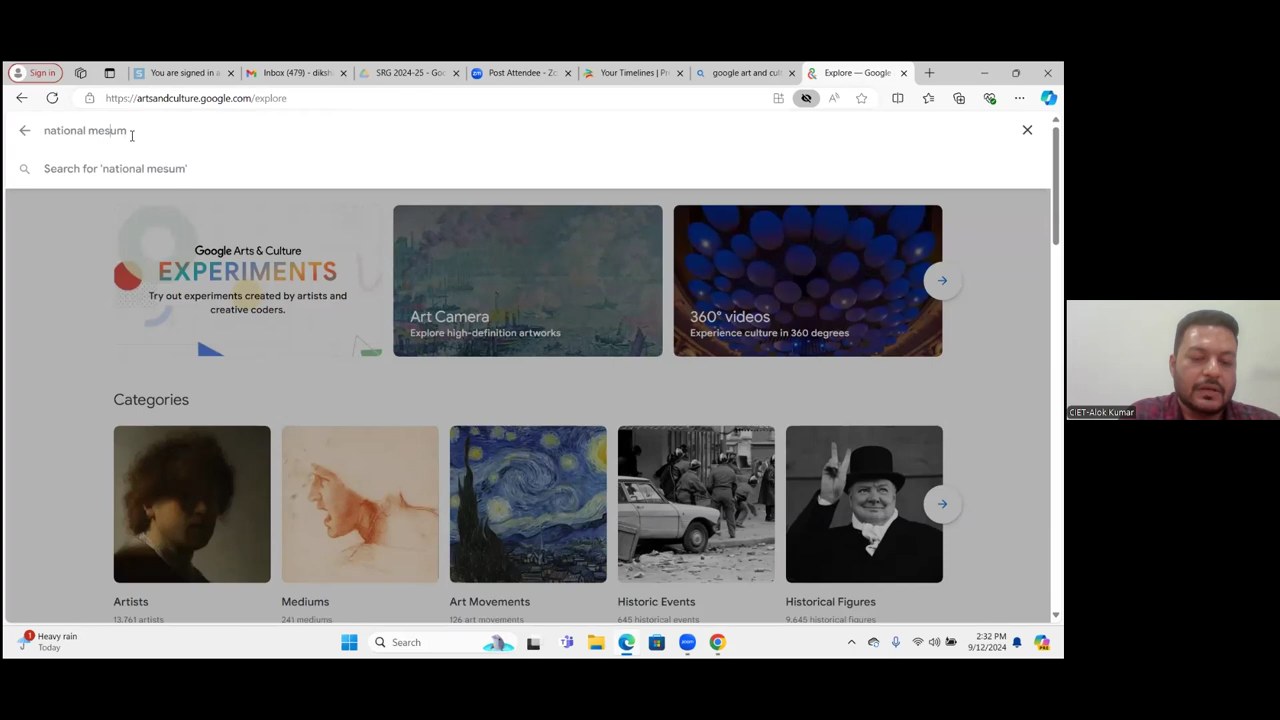 Sign in
You are signed in a
Inbox (479) - diksh
SRG 2024-25 - Goo
Post Attendee - Zo
Your Timelines | Pr
google art and cult
Explore — Google
https://artsandculture.google.com/explore
national mesum
Search for 'national mesum'
Google Arts & Culture
EXPERIMENTS
Try out experiments created by artists and
creative coders.
Art Camera
Explore high-definition artworks
360° videos
Experience culture in 360 degrees
Categories
Artists
13,761 artists
Mediums
241 mediums
Art Movements
126 art movements
Historic Events
645 historical events
Historical Figures
9,645 historical figures
CIET-Alok Kumar
1
Heavy rain
Today
Search
2:32 PM
9/12/2024